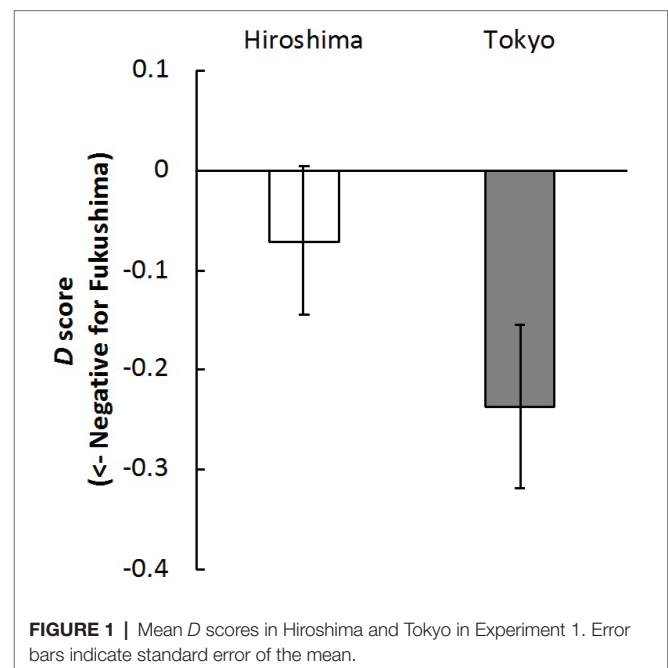 Hiroshima Tokyo
0.1
0
-0.1
-0.2
-0.3
-0.4
D score
(<- Negative for Fukushima)
FIGURE 1 | Mean D scores in Hiroshima and Tokyo in Experiment 1. Error
bars indicate standard error of the mean.